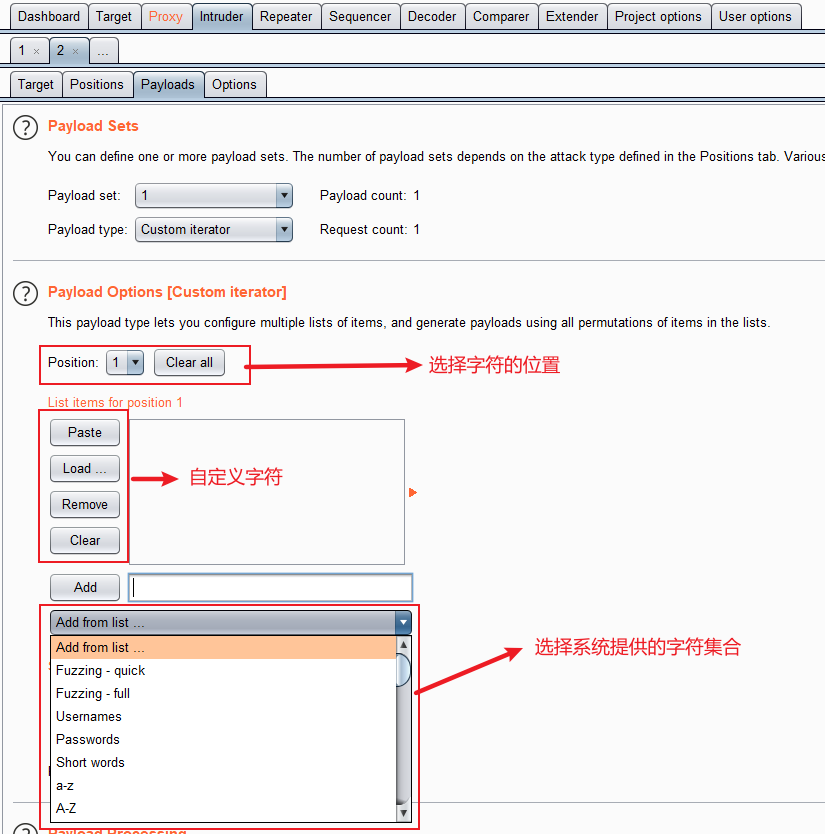 Dashboard Target Proxy Intruder Repeater Sequencer Decoder Comparer Extender Project options User options
1 × 2 × ...
Target Positions Payloads Options
? Payload Sets
You can define one or more payload sets. The number of payload sets depends on the attack type defined in the Positions tab. Various
Payload set: 1 Payload count: 1
Payload type: Custom iterator Request count: 1
? Payload Options [Custom iterator]
This payload type lets you configure multiple lists of items, and generate payloads using all permutations of items in the lists.
Position: 1 Clear all 选择字符的位置
List items for position 1
Paste
Load ...
自定义字符
Remove
Clear
Add
Add from list ...
Add from list ...
选择系统提供的字符集合
Fuzzing - quick
Fuzzing - full
Usernames
Passwords
Short words
a-z
A-Z
? Payload Processing